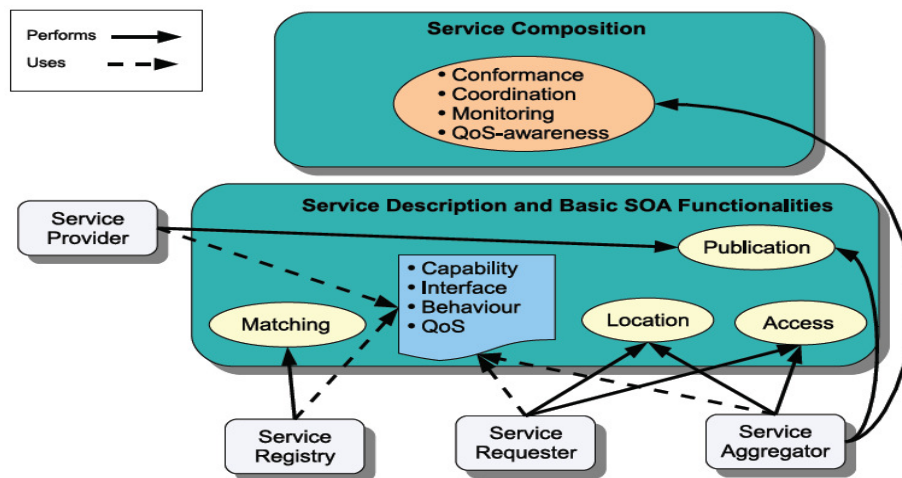 Performs
Uses
Service Composition
• Conformance
• Coordination
• Monitoring
• QoS-awareness
Service Description and Basic SOA Functionalities
Service
Provider
Publication
• Capability
• Interface
• Behaviour
• QoS
Matching
Location
Access
Service
Registry
Service
Requester
Service
Aggregator